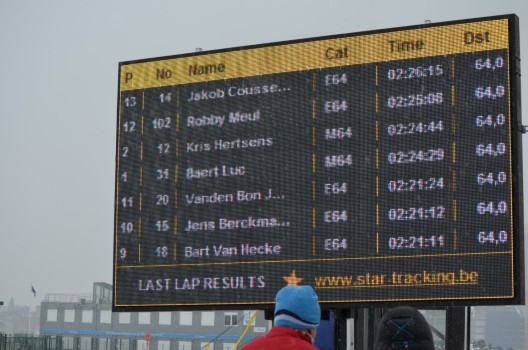 P No Name Cat Time Dst
13 14 Jakob Cousse... E64 02:26:15 64,0
12 102 Robby Meul E64 02:25:08 64,0
2 12 Kris Hertsens M64 02:24:44 64,0
1 31 Baert Luc M64 02:24:29 64,0
11 20 Vanden Bon J... E64 02:21:24 64,0
10 15 Jens Berckma... E64 02:21:12 64,0
9 18 Bart Van Hecke E64 02:21:11 64,0
LAST LAP RESULTS www.star-tracking.be